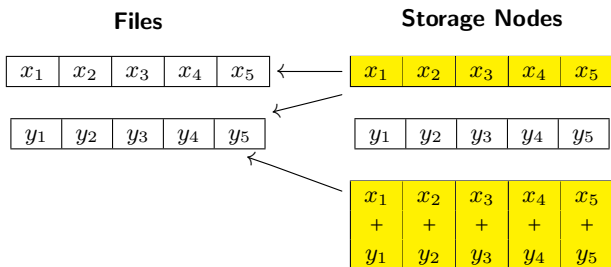 Files Storage Nodes
x₁ x₂ x₃ x₄ x₅ x₁ x₂ x₃ x₄ x₅
y₁ y₂ y₃ y₄ y₅ y₁ y₂ y₃ y₄ y₅
x₁ x₂ x₃ x₄ x₅
+ + + + +
y₁ y₂ y₃ y₄ y₅